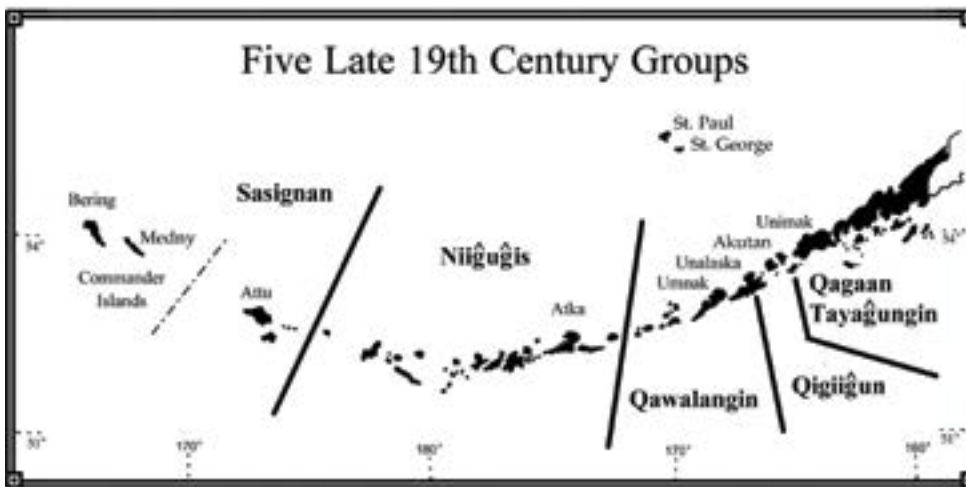 Five Late 19th Century Groups
St. Paul
St. George
Sasignan
Bering
Medny
Commander
Islands
Attu
Niiĝuĝis
Atka
Unimak
Akutan
Unalaska
Umnak
Qagaan
Tayaĝungin
Qawalangin
Qigiiĝun
54°
54°
51°
51°
170°
180°
170°
160°